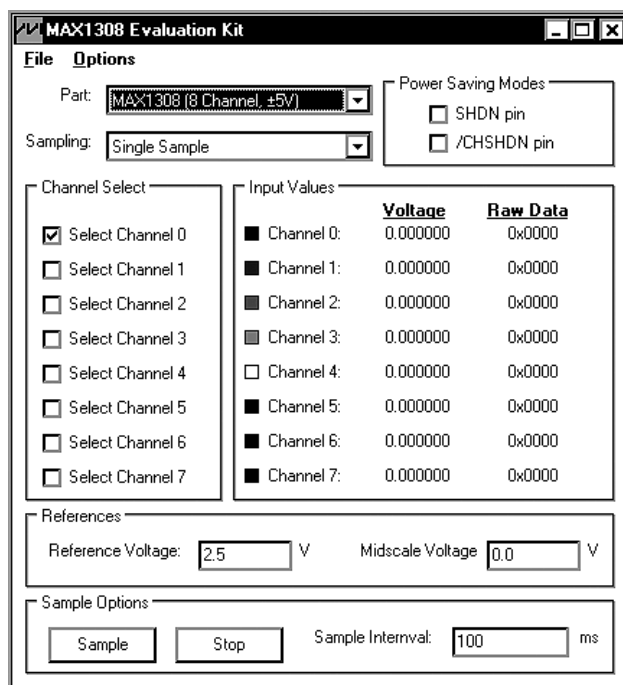 MAX1308 Evaluation Kit
File Options
Part: MAX1308 (8 Channel, ±5V)
Sampling: Single Sample
Power Saving Modes
SHDN pin
/CHSHDN pin
Channel Select
Select Channel 0
Select Channel 1
Select Channel 2
Select Channel 3
Select Channel 4
Select Channel 5
Select Channel 6
Select Channel 7
Input Values
Voltage Raw Data
Channel 0: 0.000000 0x0000
Channel 1: 0.000000 0x0000
Channel 2: 0.000000 0x0000
Channel 3: 0.000000 0x0000
Channel 4: 0.000000 0x0000
Channel 5: 0.000000 0x0000
Channel 6: 0.000000 0x0000
Channel 7: 0.000000 0x0000
References
Reference Voltage: 2.5 V Midscale Voltage 0.0 V
Sample Options
Sample Stop Sample Internval: 100 ms